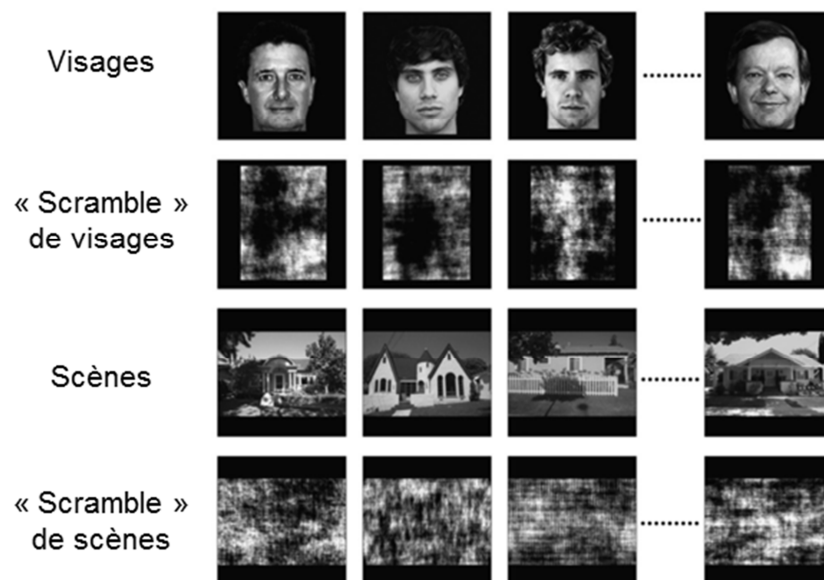 Visages
« Scramble »
de visages
Scènes
« Scramble »
de scènes